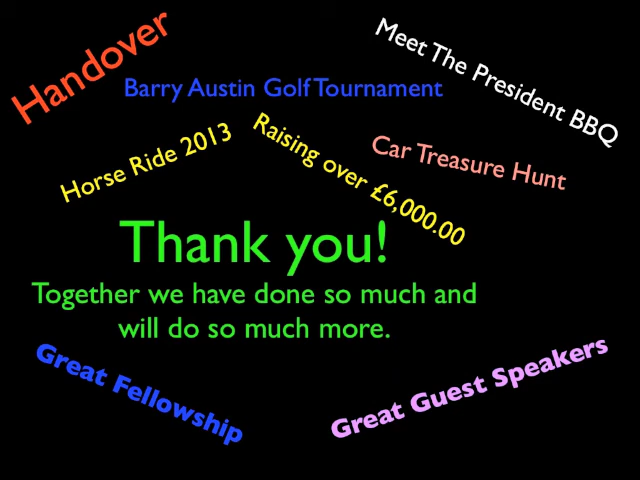 Handover
Meet The President BBQ
Barry Austin Golf Tournament
Horse Ride 2013
Raising over £6,000.00
Car Treasure Hunt
Thank you!
Together we have done so much and
will do so much more.
Great Fellowship
Great Guest Speakers